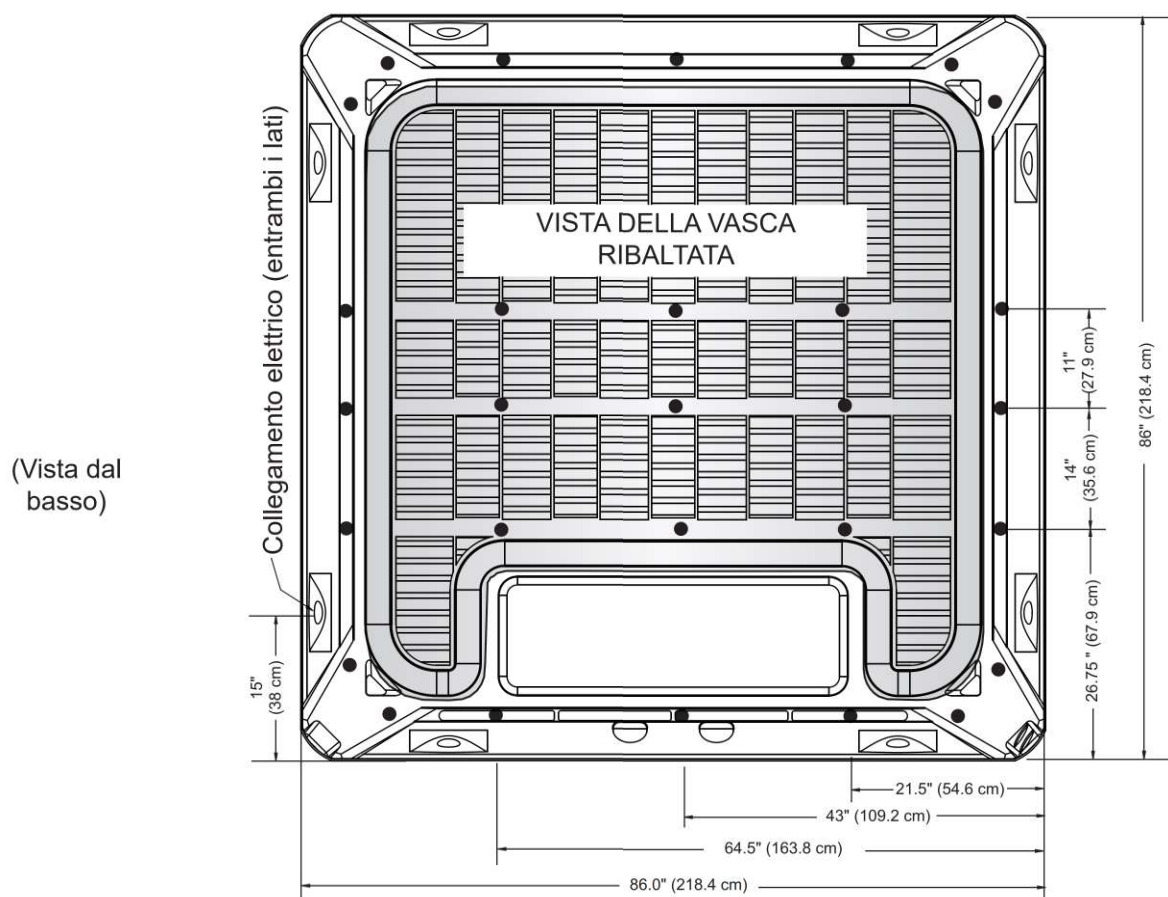 Collegamento elettrico (entrambi i lati)
VISTA DELLA VASCA
RIBALTATA
(Vista dal
basso)
11"
(27.9 cm)
14"
(35.6 cm)
26.75 " (67.9 cm)
86" (218.4 cm)
15"
(38 cm)
21.5" (54.6 cm)
43" (109.2 cm)
64.5" (163.8 cm)
86.0" (218.4 cm)